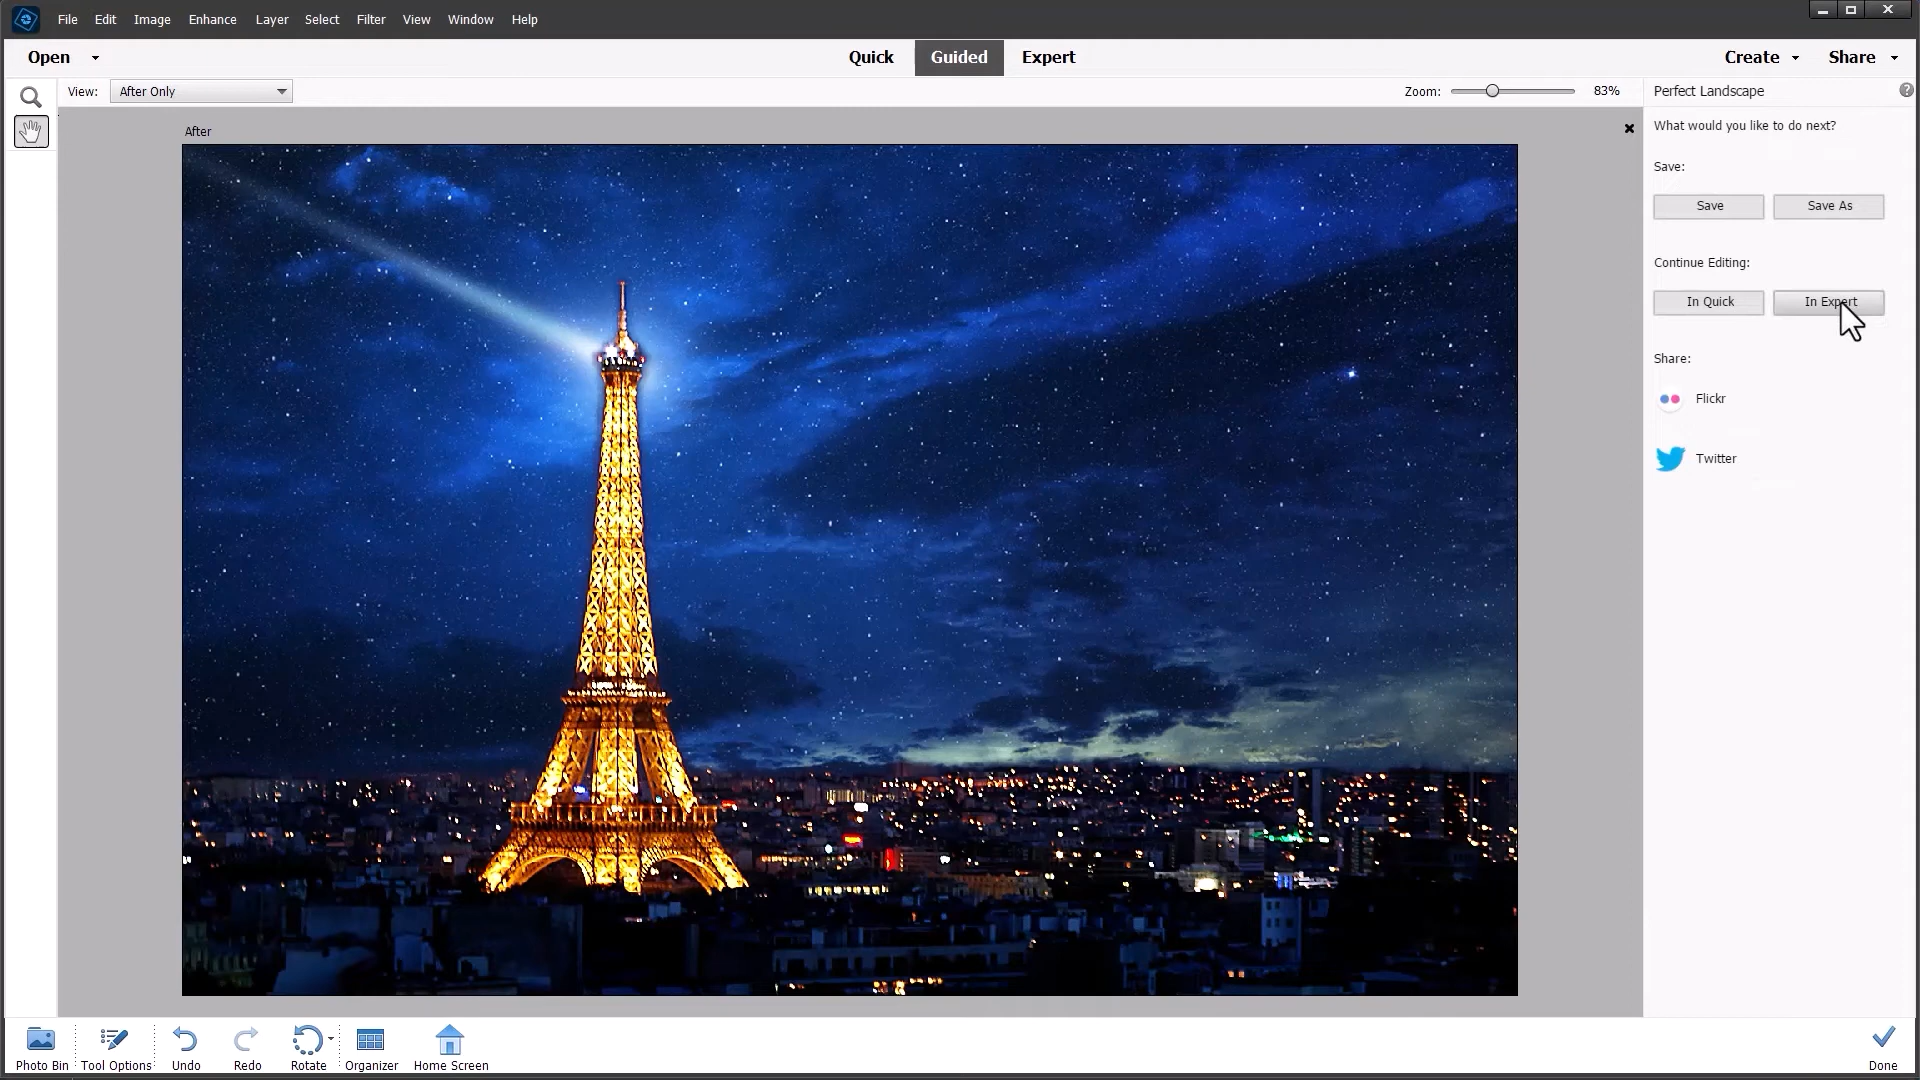 File Edit Image Enhance Layer Select Filter View Window Help
Open Quick Guided Expert Create Share
View: After Only Zoom: 83% Perfect Landscape ?
What would you like to do next?
After
Save:
Save Save As
Continue Editing:
In Quick In Expert
Share:
Flickr
Twitter
Photo Bin Tool Options Undo Redo Rotate Organizer Home Screen Done